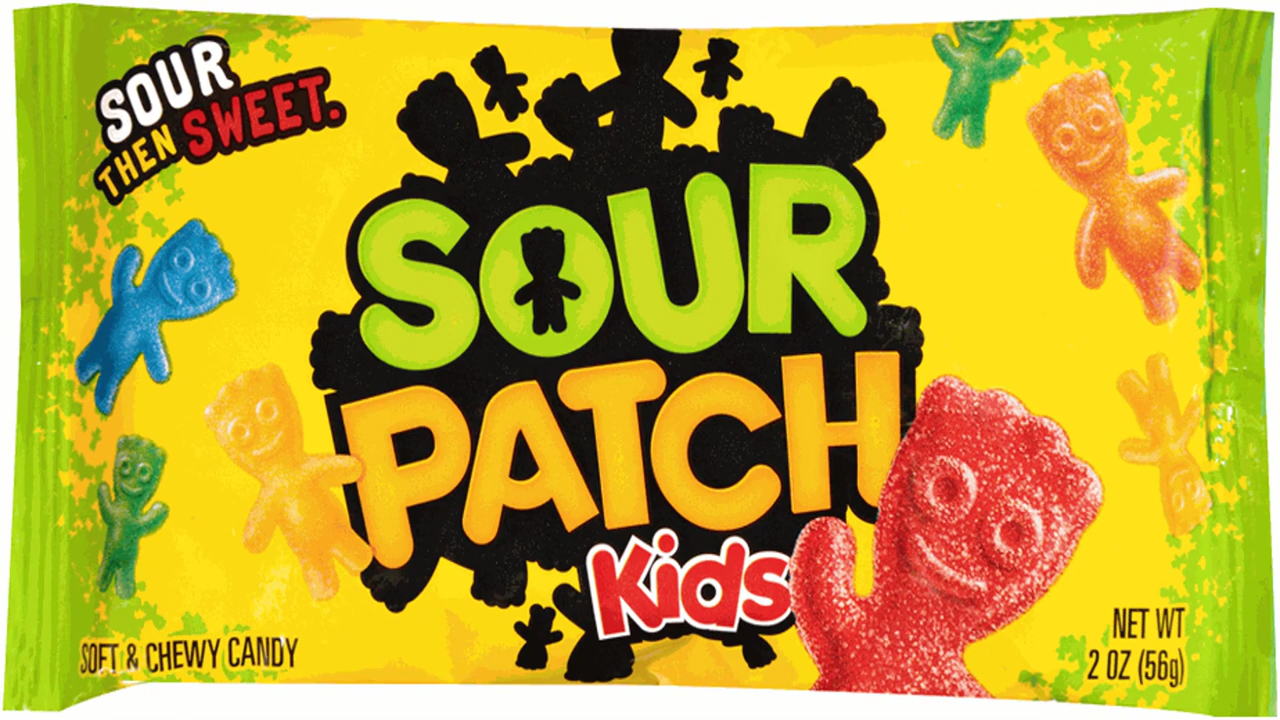 SOUR
THEN SWEET.
SOUR
PATCH
Kids
SOFT & CHEWY CANDY
NET WT
2 OZ (56g)